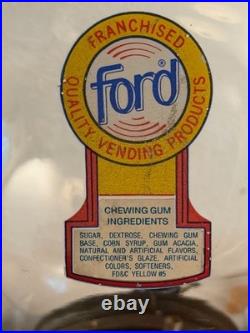 FRANCHISED
ford®
QUALITY VENDING PRODUCTS
CHEWING GUM
INGREDIENTS
SUGAR, DEXTROSE, CHEWING GUM
BASE, CORN SYRUP, GUM ACACIA,
NATURAL AND ARTIFICIAL FLAVORS,
CONFECTIONER'S GLAZE, ARTIFICIAL
COLORS, SOFTENERS,
FD&C YELLOW #5